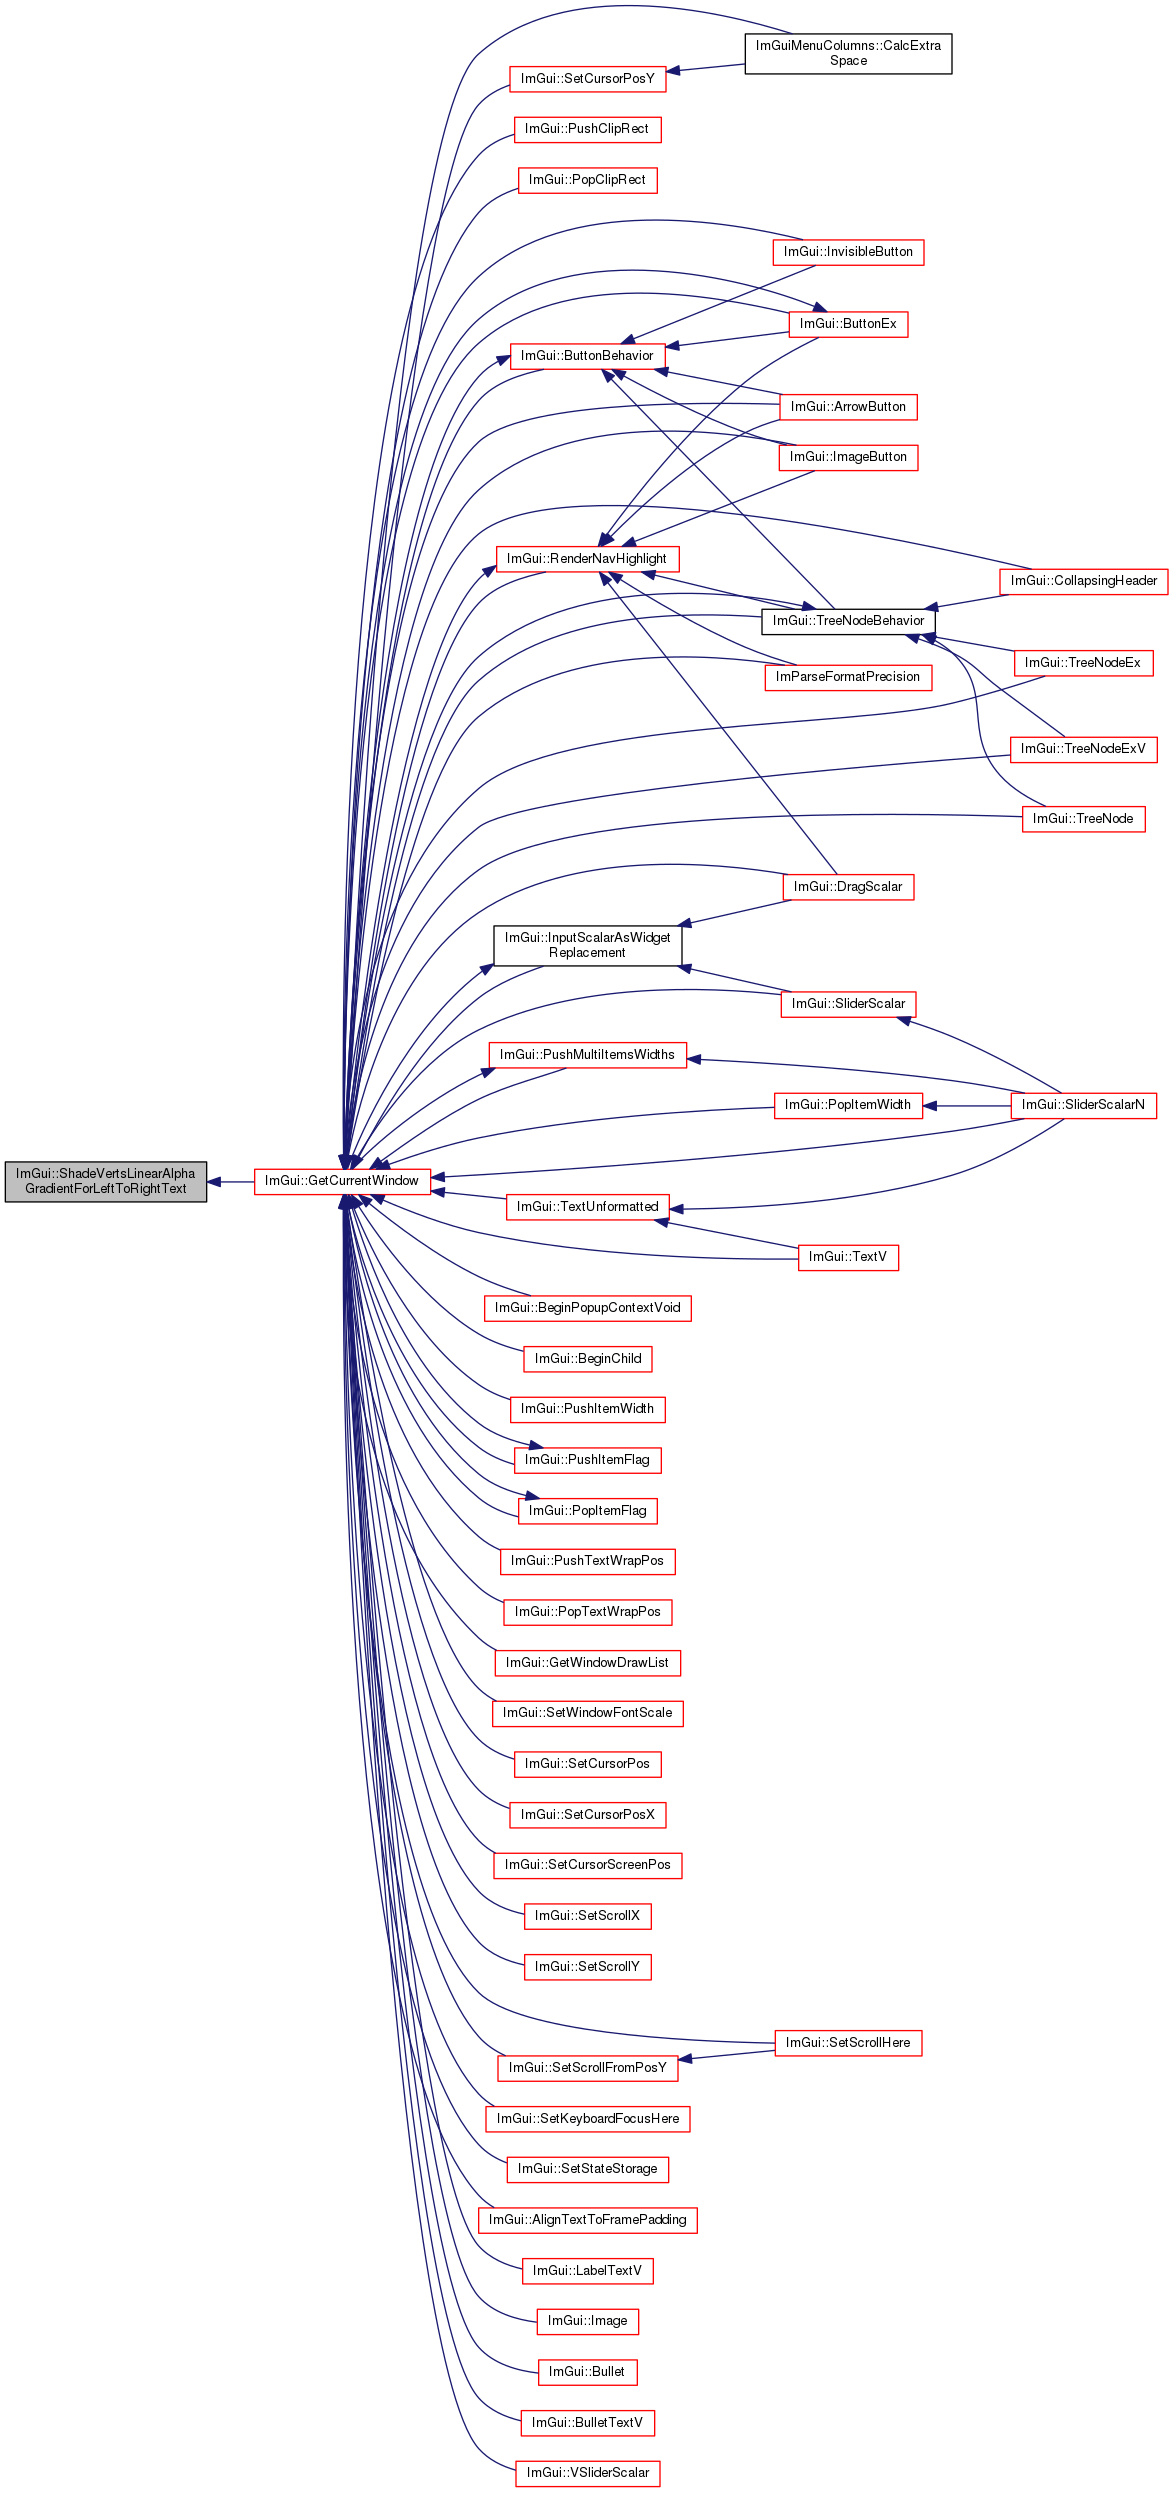 ImGuiMenuColumns::CalcExtra
Space
ImGui::SetCursorPosY
ImGui::PushClipRect
ImGui::PopClipRect
ImGui::InvisibleButton
ImGui::ButtonEx
ImGui::ButtonBehavior
ImGui::ArrowButton
ImGui::ImageButton
ImGui::RenderNavHighlight
ImGui::CollapsingHeader
ImGui::TreeNodeBehavior
ImGui::TreeNodeEx
ImParseFormatPrecision
ImGui::TreeNodeExV
ImGui::TreeNode
ImGui::DragScalar
ImGui::InputScalarAsWidget
Replacement
ImGui::SliderScalar
ImGui::PushMultiItemsWidths
ImGui::PopItemWidth
ImGui::SliderScalarN
ImGui::ShadeVertsLinearAlpha
GradientForLeftToRightText
ImGui::GetCurrentWindow
ImGui::TextUnformatted
ImGui::TextV
ImGui::BeginPopupContextVoid
ImGui::BeginChild
ImGui::PushItemWidth
ImGui::PushItemFlag
ImGui::PopItemFlag
ImGui::PushTextWrapPos
ImGui::PopTextWrapPos
ImGui::GetWindowDrawList
ImGui::SetWindowFontScale
ImGui::SetCursorPos
ImGui::SetCursorPosX
ImGui::SetCursorScreenPos
ImGui::SetScrollX
ImGui::SetScrollY
ImGui::SetScrollHere
ImGui::SetScrollFromPosY
ImGui::SetKeyboardFocusHere
ImGui::SetStateStorage
ImGui::AlignTextToFramePadding
ImGui::LabelTextV
ImGui::Image
ImGui::Bullet
ImGui::BulletTextV
ImGui::VSliderScalar